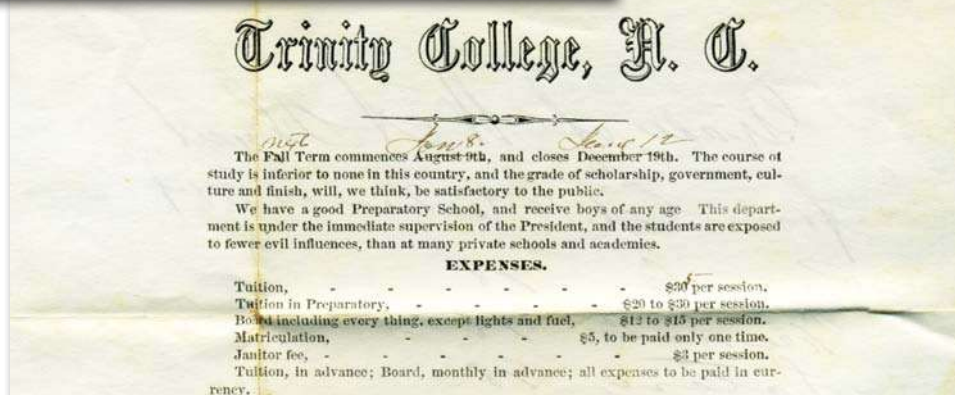 Trinity College, N. C.
Jan 8. June 12
The Fall Term commences August 9th, and closes December 19th. The course of
study is inferior to none in this country, and the grade of scholarship, government, cul-
ture and finish, will, we think, be satisfactory to the public.
We have a good Preparatory School, and receive boys of any age This depart-
ment is under the immediate supervision of the President, and the students are exposed
to fewer evil influences, than at many private schools and academies.
EXPENSES.
Tuition, - - - - - - $30 per session.
Tuition in Preparatory, - - - - - $20 to $30 per session.
Board including every thing, except lights and fuel, $12 to $15 per session.
Matriculation, - - - - $5, to be paid only one time.
Janitor fee, - - - - - - $3 per session.
Tuition, in advance; Board, monthly in advance; all expenses to be paid in cur-
rency.